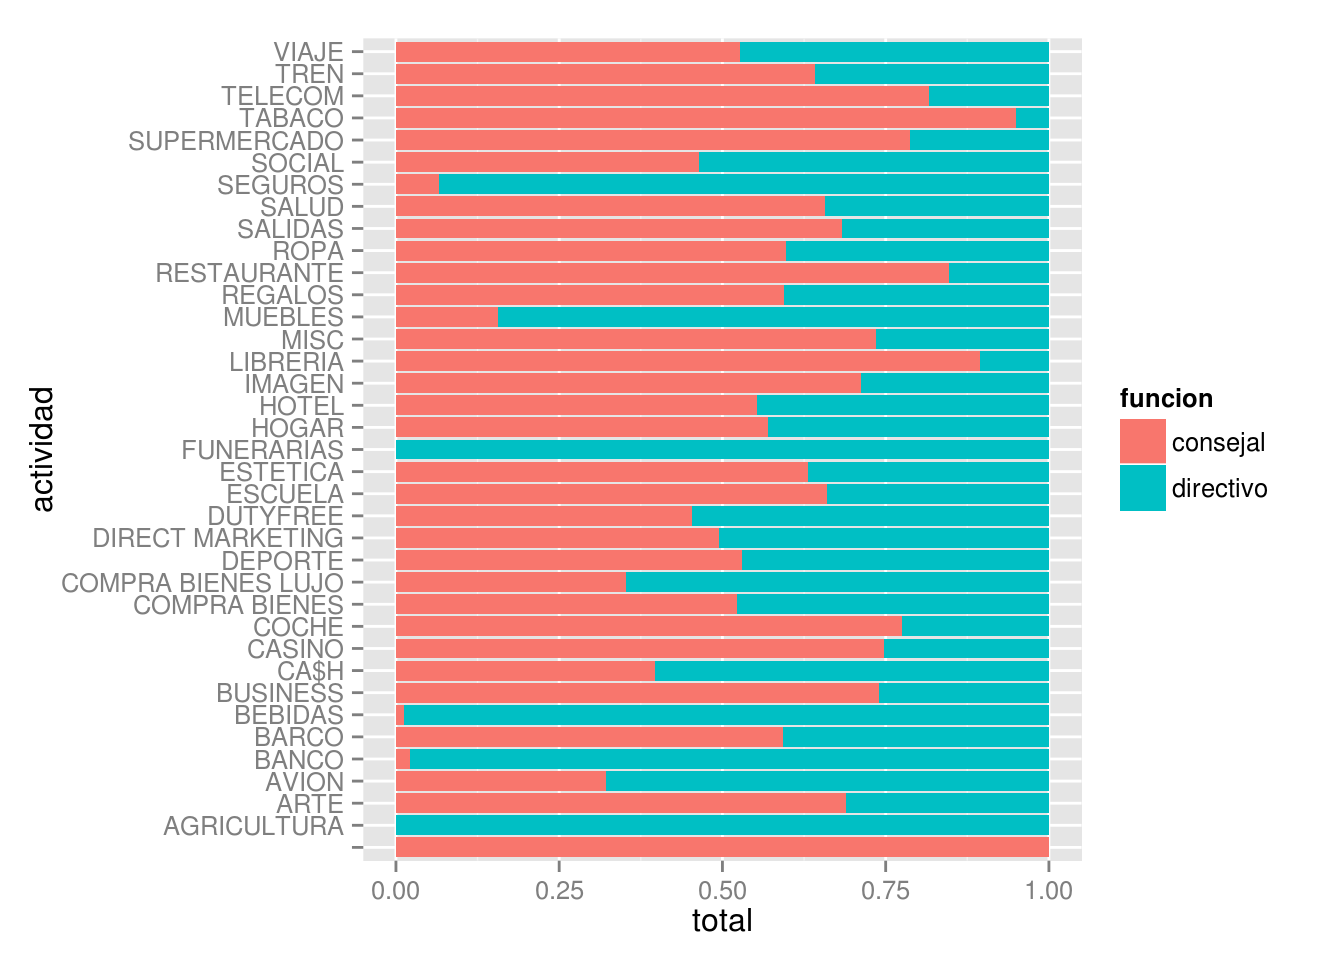 VIAJE
TREN
TELECOM
TABACO
SUPERMERCADO
SOCIAL
SEGUROS
SALUD
SALIDAS
ROPA
RESTAURANTE
REGALOS
MUEBLES
MISC
LIBRERIA
IMAGEN
HOTEL
HOGAR
FUNERARIAS
ESTETICA
ESCUELA
DUTYFREE
DIRECT MARKETING
DEPORTE
COMPRA BIENES LUJO
COMPRA BIENES
COCHE
CASINO
CA$H
BUSINESS
BEBIDAS
BARCO
BANCO
AVION
ARTE
AGRICULTURA
actividad
0.00 0.25 0.50 0.75 1.00
total
funcion
consejal
directivo